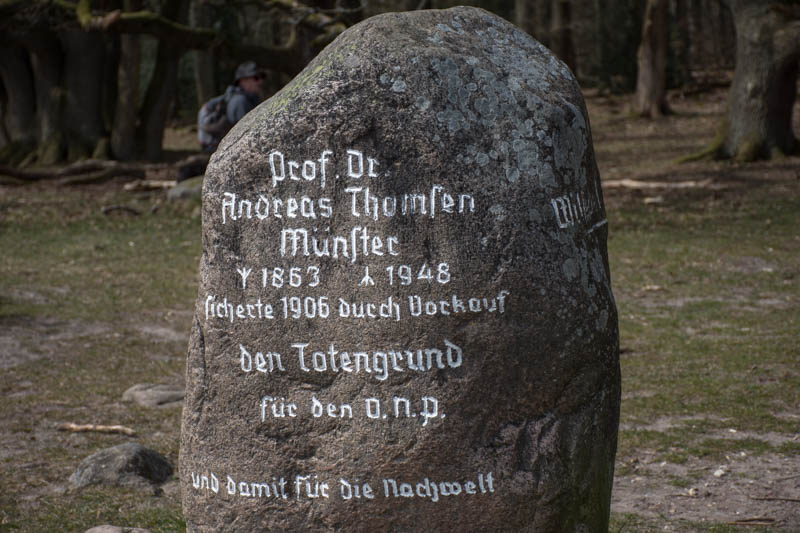 Prof. Dr.
Andreas Thomsen
Münster
ᛉ 1863 ᛣ 1948
sicherte 1906 durch Vorkauf
den Totengrund
für den V.N.P.
und damit für die Nachwelt